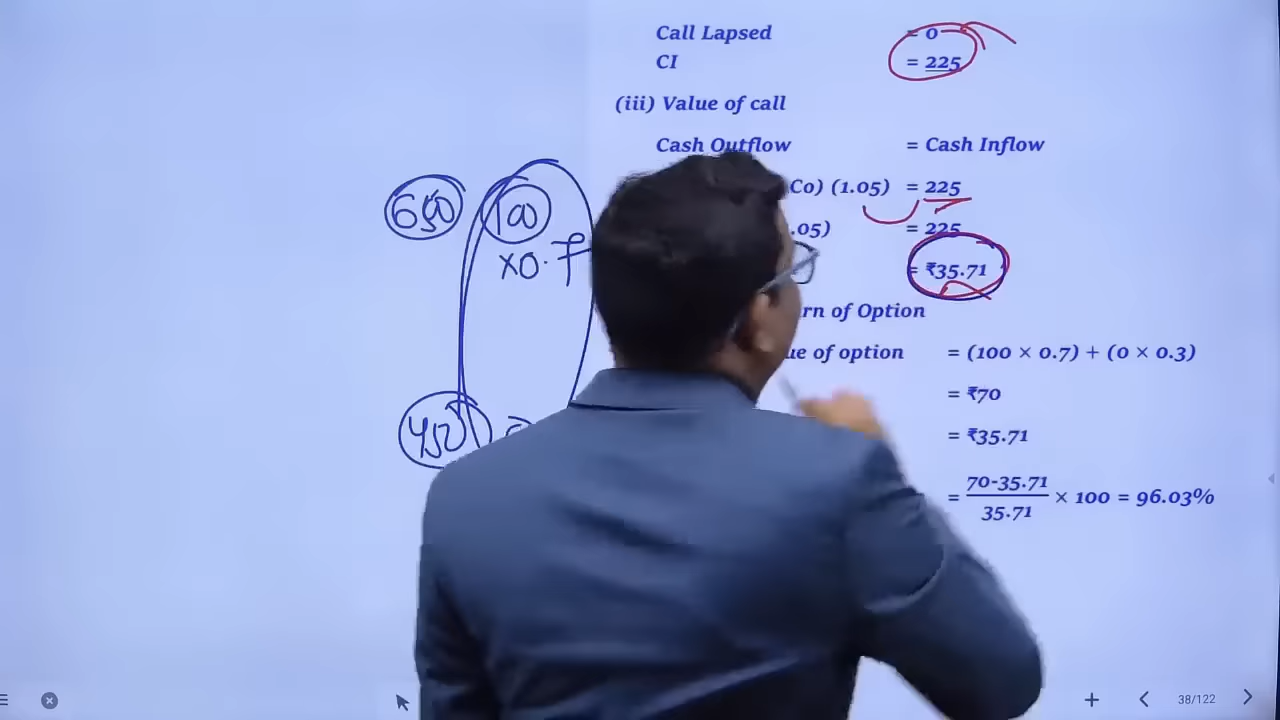 Call Lapsed = 0
CI = 225
(iii) Value of call
Cash Outflow = Cash Inflow
Co) (1.05) = 225
.05) = 225
= ₹35.71
rn of Option
ue of option = (100 × 0.7) + (0 × 0.3)
= ₹70
= ₹35.71
= 70-35.71 / 35.71 × 100 = 96.03%
650 100
×0.7
450
38/122